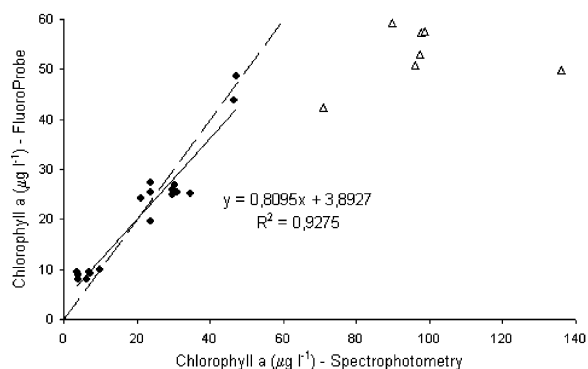 60
50
40
30
20
10
0
Chlorophyll a (µg l⁻¹) - FluoroProbe
y = 0,8095x + 3,8927
R² = 0,9275
0 20 40 60 80 100 120 140
Chlorophyll a (µg l⁻¹) - Spectrophotometry